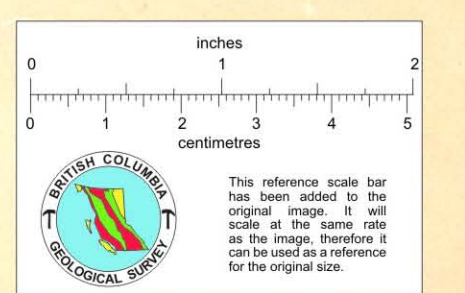 inches
0 1 2
0 1 2 3 4 5
centimetres
BRITISH COLUMBIA
GEOLOGICAL SURVEY
This reference scale bar
has been added to the
original image. It will
scale at the same rate
as the image, therefore it
can be used as a reference
for the original size.